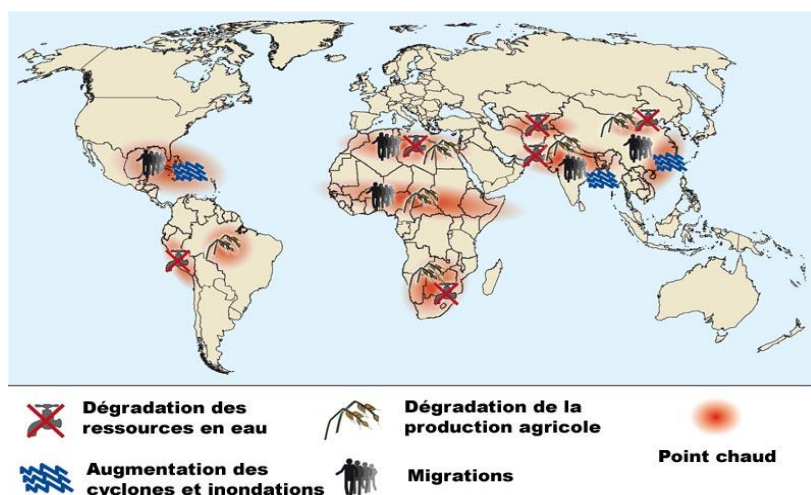 Dégradation des
ressources en eau
Dégradation de la
production agricole
Point chaud
Augmentation des
cyclones et inondations
Migrations